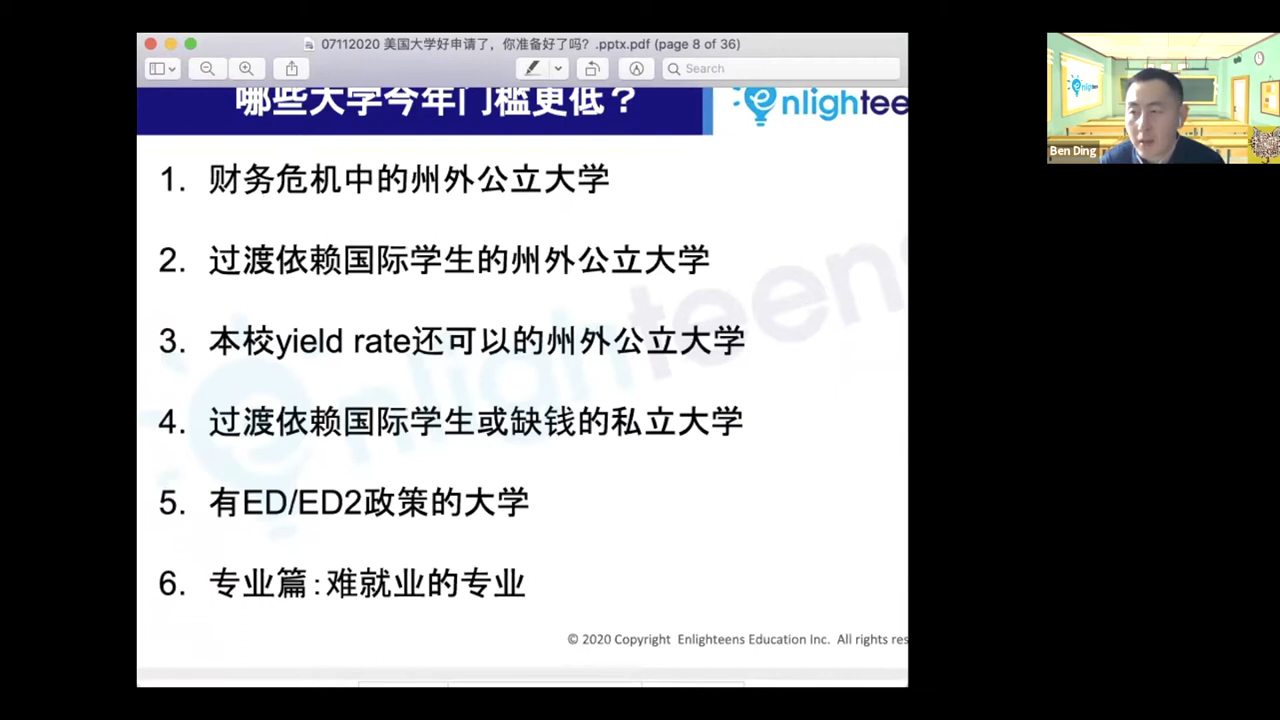 07112020 美国大学好申请了，你准备好了吗？.pptx.pdf (page 8 of 36)
Search
哪些大学今年门槛更低？
enlightee
1. 财务危机中的州外公立大学
2. 过渡依赖国际学生的州外公立大学
3. 本校yield rate还可以的州外公立大学
4. 过渡依赖国际学生或缺钱的私立大学
5. 有ED/ED2政策的大学
6. 专业篇：难就业的专业
enlighteens
© 2020 Copyright Enlighteens Education Inc. All rights res
Ben Ding